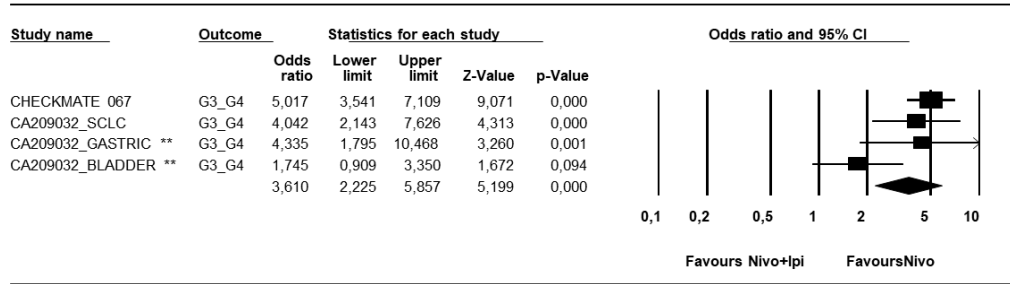 Study name Outcome Statistics for each study Odds ratio and 95% CI
Odds ratio Lower limit Upper limit Z-Value p-Value
CHECKMATE 067 G3_G4 5,017 3,541 7,109 9,071 0,000
CA209032_SCLC G3_G4 4,042 2,143 7,626 4,313 0,000
CA209032_GASTRIC ** G3_G4 4,335 1,795 10,468 3,260 0,001
CA209032_BLADDER ** G3_G4 1,745 0,909 3,350 1,672 0,094
3,610 2,225 5,857 5,199 0,000
0,1 0,2 0,5 1 2 5 10
Favours Nivo+Ipi FavoursNivo